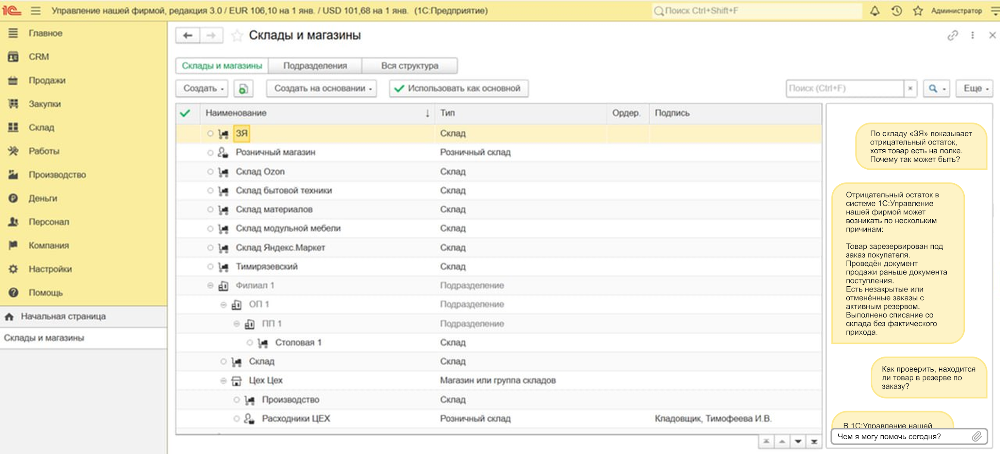 1С Управление нашей фирмой, редакция 3.0 / EUR 106,10 на 1 янв. / USD 101,68 на 1 янв. (1С:Предприятие) Поиск Ctrl+Shift+F Администратор
Главное
CRM
Продажи
Закупки
Склад
Работы
Производство
Деньги
Персонал
Компания
Настройки
Помощь
Начальная страница
Склады и магазины
Склады и магазины
Склады и магазины Подразделения Вся структура
Создать Создать на основании Использовать как основной Поиск (Ctrl+F) × Еще
Наименование ↓ Тип Ордер. Подпись
ЗЯ Склад
Розничный магазин Розничный склад
Склад Ozon Склад
Склад бытовой техники Склад
Склад материалов Склад
Склад модульной мебели Склад
Склад Яндекс.Маркет Склад
Тимирязевский Склад
Филиал 1 Подразделение
ОП 1 Подразделение
ПП 1 Подразделение
Столовая 1 Склад
Склад Склад
Цех Цех Магазин или группа складов
Производство Склад
Расходники ЦЕХ Розничный склад Кладовщик, Тимофеева И.В.
По складу «ЗЯ» показывает
отрицательный остаток,
хотя товар есть на полке.
Почему так может быть?
Отрицательный остаток в
системе 1С:Управление
нашей фирмой может
возникать по нескольким
причинам:
Товар зарезервирован под
заказ покупателя.
Проведён документ
продажи раньше документа
поступления.
Есть незакрытые или
отменённые заказы с
активным резервом.
Выполнено списание со
склада без фактического
прихода.
Как проверить, находится
ли товар в резерве по
заказу?
В 1С:Управление нашей
Чем я могу помочь сегодня?